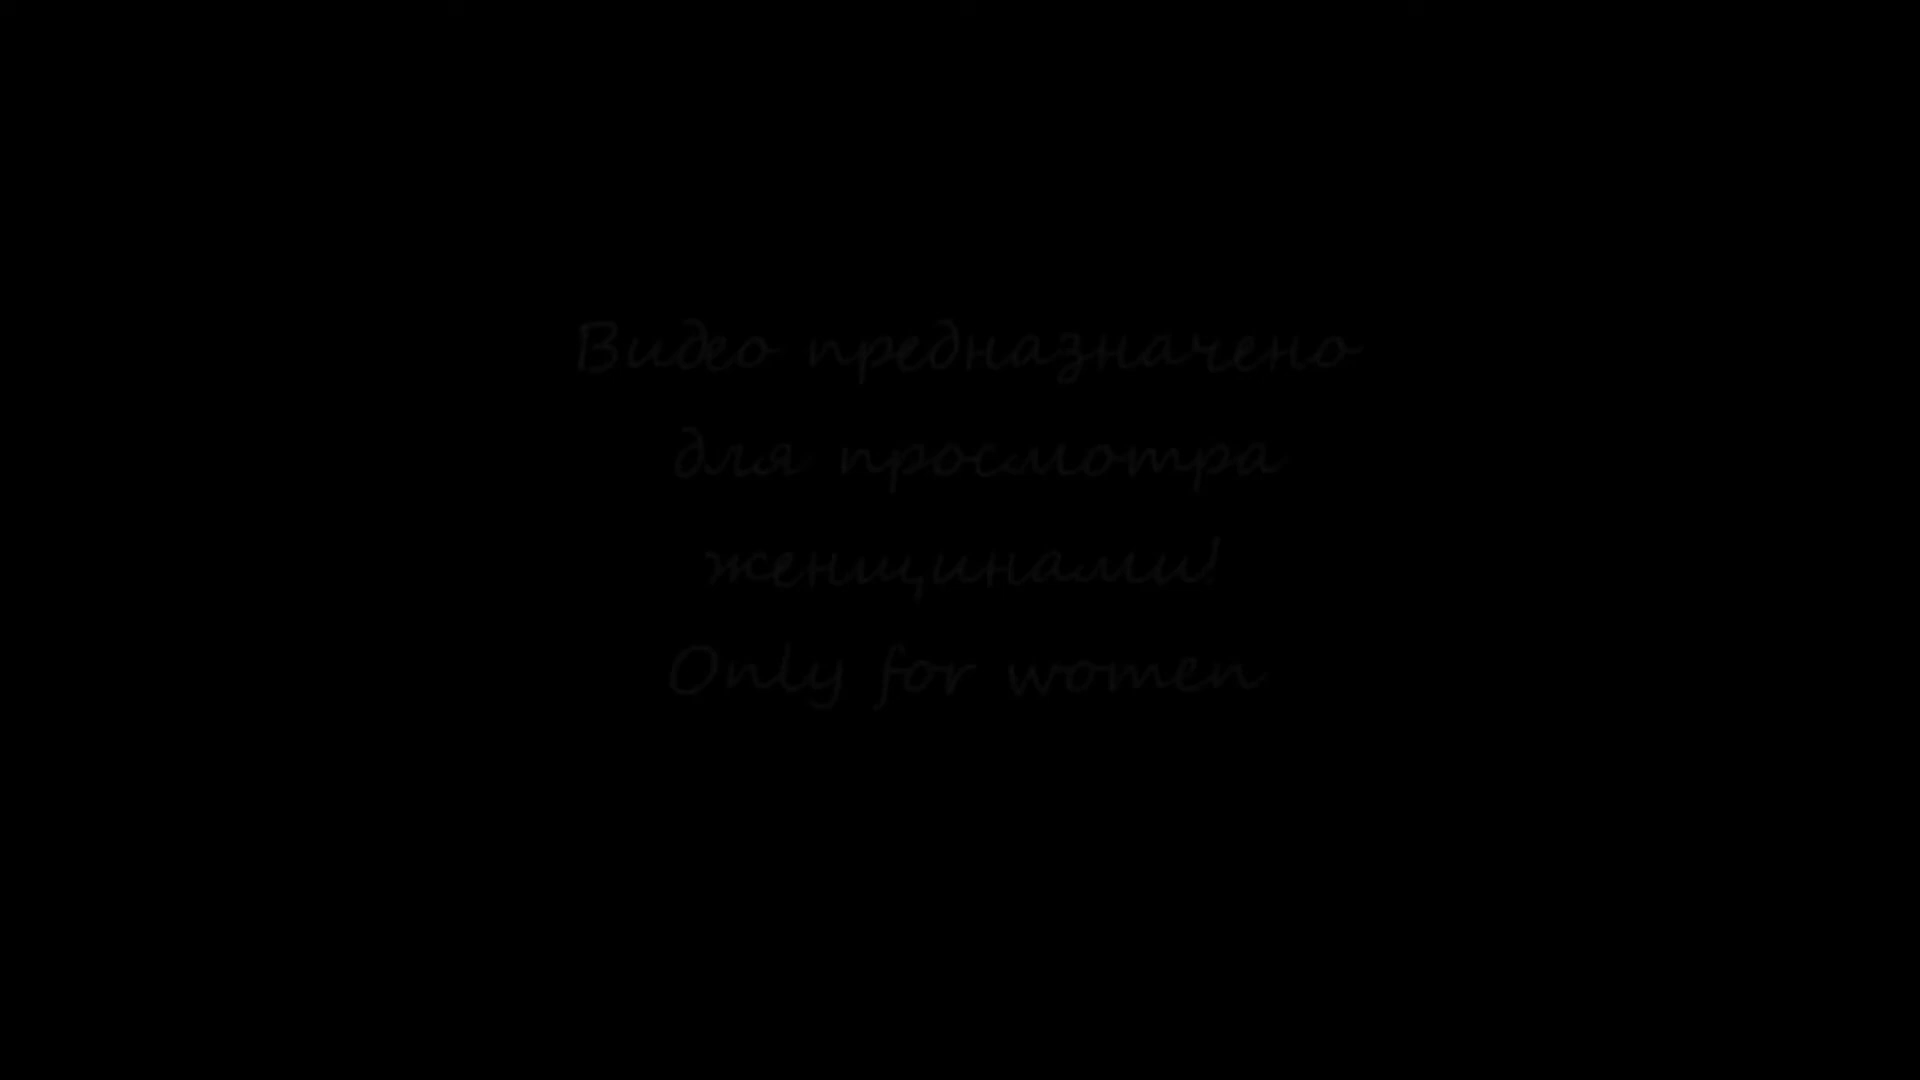 Видео предназначено
для просмотра
женщинами!
Only for women